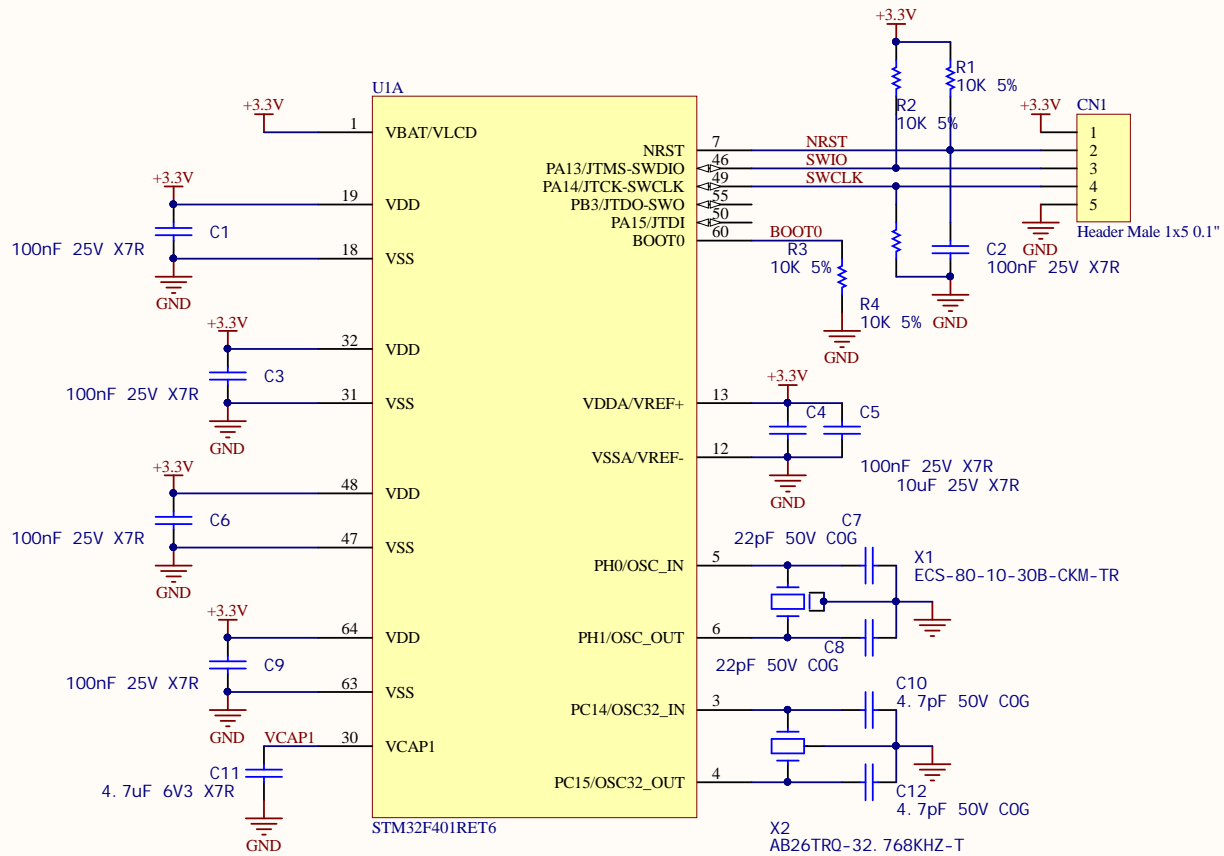 +3.3V
U1A
R1
10K 5%
R2
10K 5%
+3.3V
1
VBAT/VLCD
+3.3V
CN1
1
NRST
7
NRST
2
PA13/JTMS-SWDIO
46
SWIO
3
PA14/JTCK-SWCLK
49
SWCLK
4
PB3/JTDO-SWO
55
5
PA15/JTDI
50
BOOT0
60
BOOT0
GND
Header Male 1x5 0.1"
+3.3V
19
VDD
C1
100nF 25V X7R
18
VSS
GND
R3
10K 5%
C2
100nF 25V X7R
R4
10K 5%
GND
GND
+3.3V
32
VDD
C3
100nF 25V X7R
31
VSS
GND
+3.3V
VDDA/VREF+
13
C4
C5
VSSA/VREF-
12
100nF 25V X7R
10uF 25V X7R
GND
+3.3V
48
VDD
C6
100nF 25V X7R
47
VSS
GND
C7
22pF 50V COG
PH0/OSC_IN
5
X1
ECS-80-10-30B-CKM-TR
PH1/OSC_OUT
6
C8
22pF 50V COG
+3.3V
64
VDD
C9
100nF 25V X7R
63
VSS
GND
C10
4.7pF 50V COG
PC14/OSC32_IN
3
VCAP1
30
VCAP1
C11
4.7uF 6V3 X7R
GND
PC15/OSC32_OUT
4
C12
4.7pF 50V COG
STM32F401RET6
X2
AB26TRQ-32.768KHZ-T